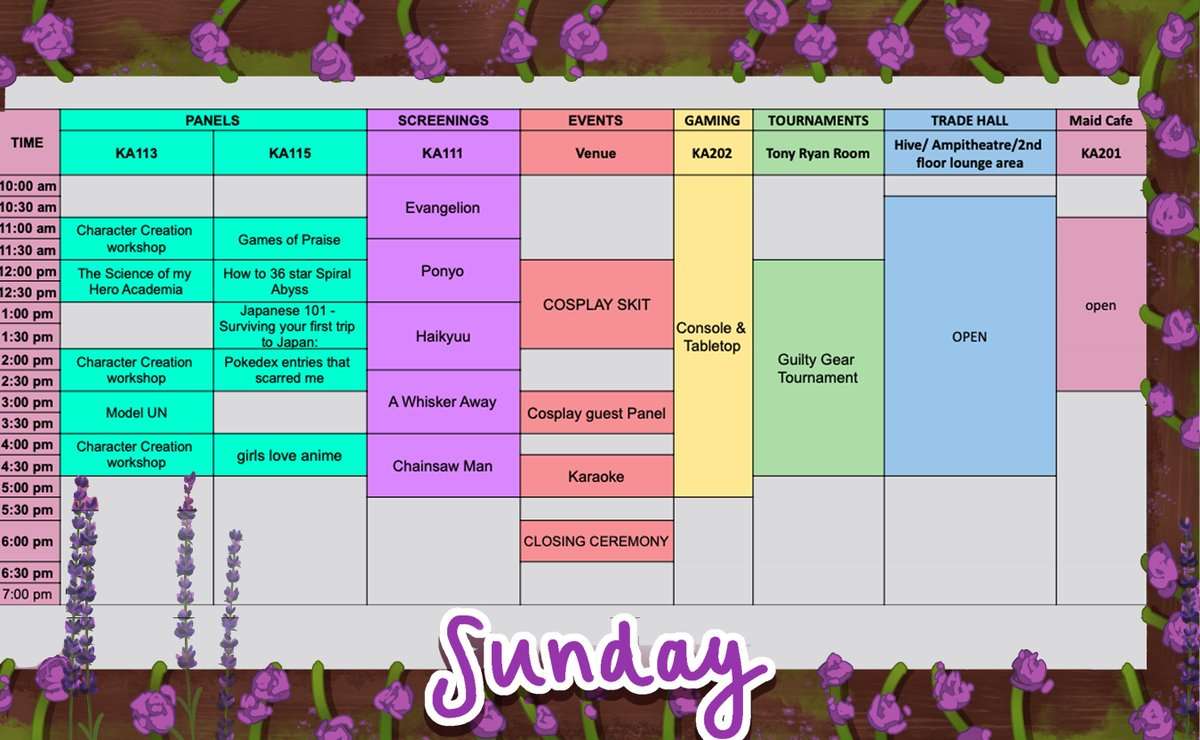 PANELS
SCREENINGS
EVENTS
GAMING
TOURNAMENTS
TRADE HALL
Maid Cafe
TIME
KA113
KA115
KA111
Venue
KA202
Tony Ryan Room
Hive/ Ampitheatre/2nd
floor lounge area
KA201
10:00 am
10:30 am
Evangelion
11:00 am
11:30 am
Character Creation
workshop
Games of Praise
Ponyo
12:00 pm
12:30 pm
The Science of my
Hero Academia
How to 36 star Spiral
Abyss
COSPLAY SKIT
1:00 pm
1:30 pm
Japanese 101 -
Surviving your first trip
to Japan:
Haikyuu
Console &
Tabletop
OPEN
open
2:00 pm
2:30 pm
Character Creation
workshop
Pokedex entries that
scarred me
Guilty Gear
Tournament
A Whisker Away
3:00 pm
3:30 pm
Model UN
Cosplay guest Panel
4:00 pm
4:30 pm
Character Creation
workshop
girls love anime
Chainsaw Man
Karaoke
5:00 pm
5:30 pm
6:00 pm
CLOSING CEREMONY
6:30 pm
7:00 pm
Sunday